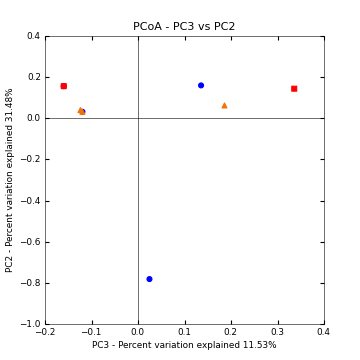 PCoA - PC3 vs PC2
PC2 - Percent variation explained 31.48%
0.4
0.2
0.0
−0.2
−0.4
−0.6
−0.8
−1.0
−0.2 −0.1 0.0 0.1 0.2 0.3 0.4
PC3 - Percent variation explained 11.53%